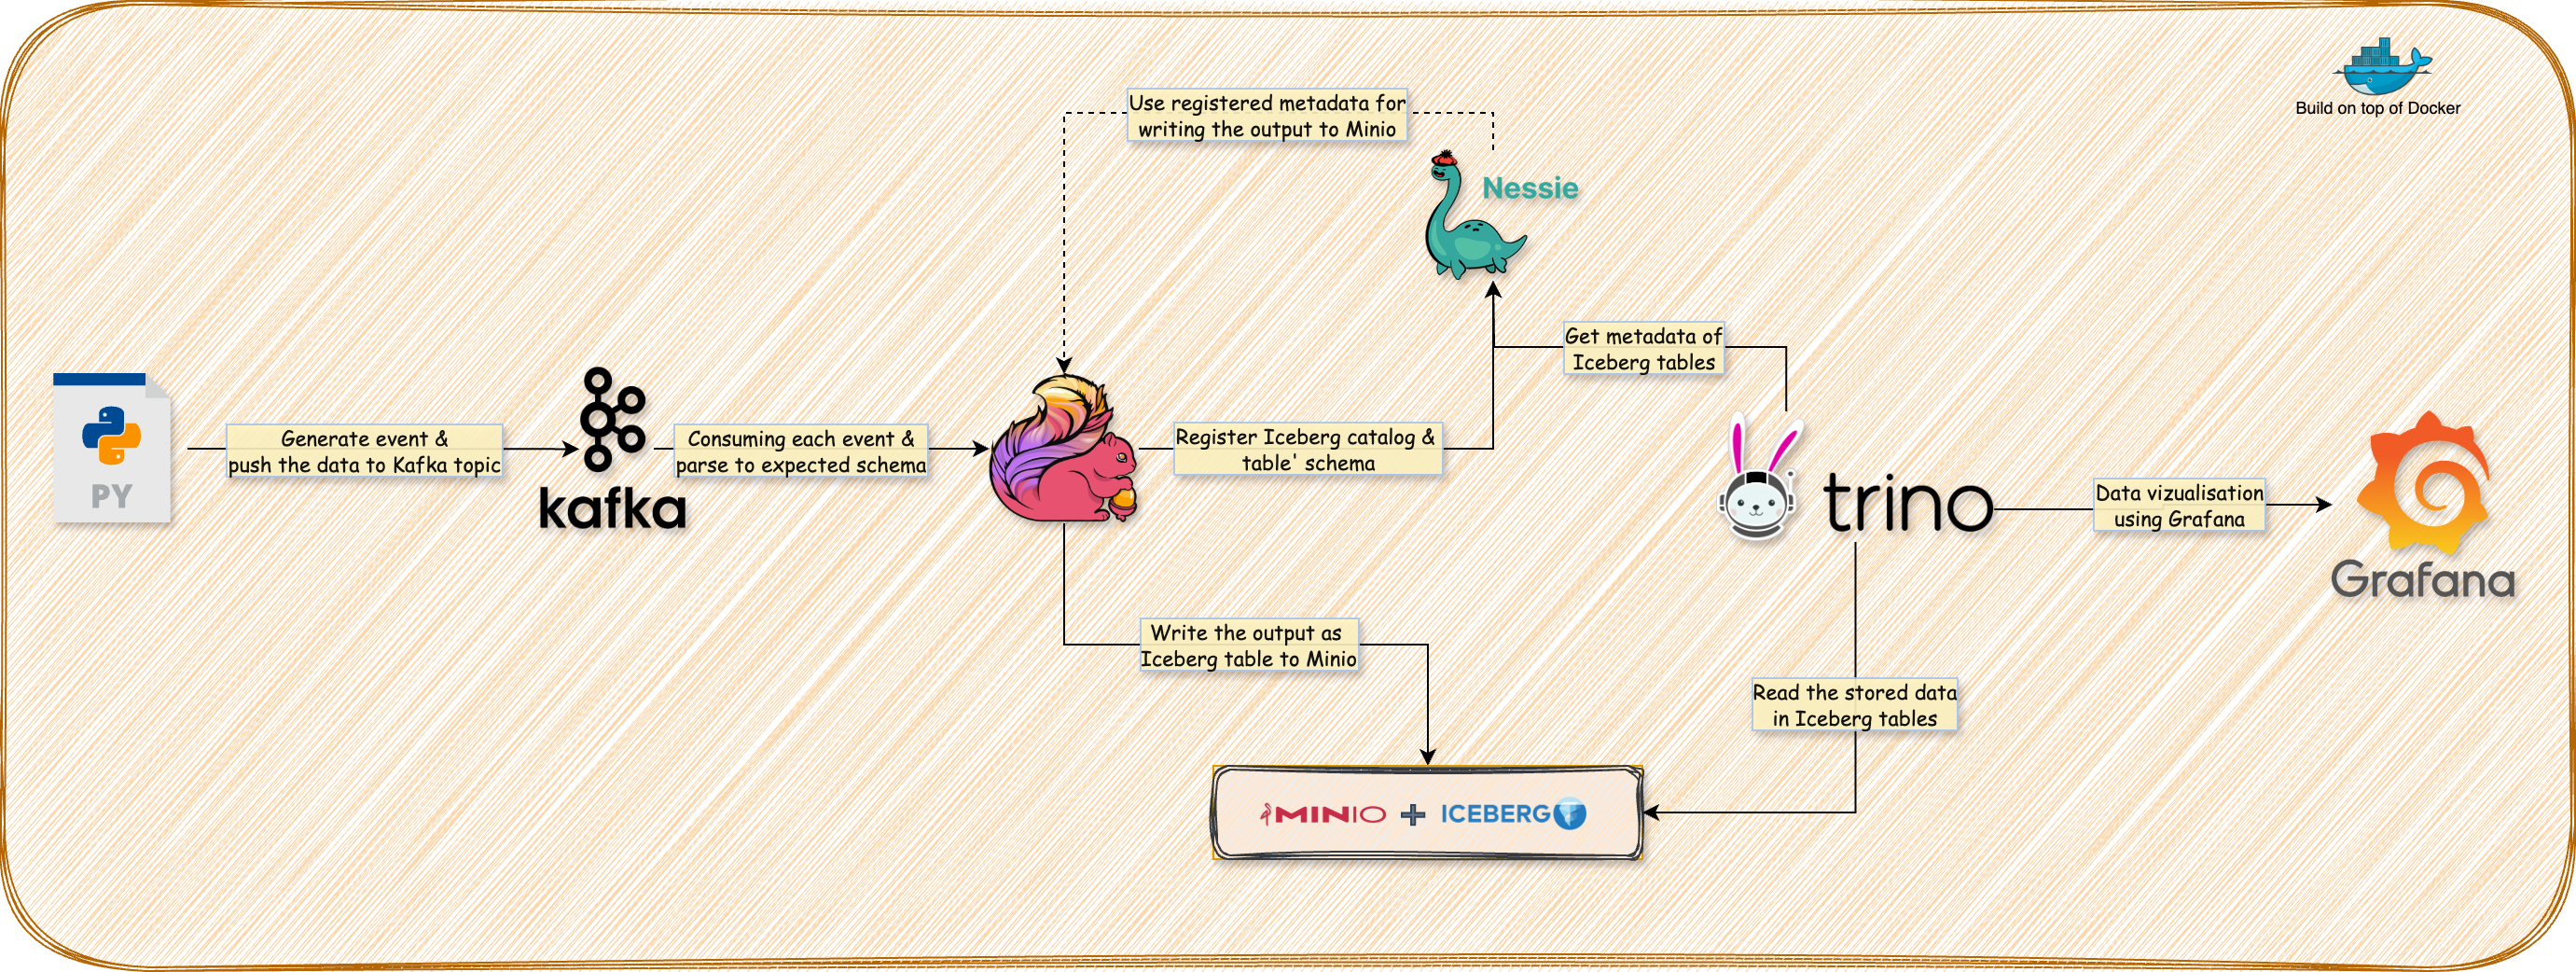 Build on top of Docker
Use registered metadata for
writing the output to Minio
Nessie
Get metadata of
Iceberg tables
PY
Generate event &
push the data to Kafka topic
kafka
Consuming each event &
parse to expected schema
Register Iceberg catalog &
table' schema
trino
Data vizualisation
using Grafana
Grafana
Write the output as
Iceberg table to Minio
Read the stored data
in Iceberg tables
MINIO + ICEBERG